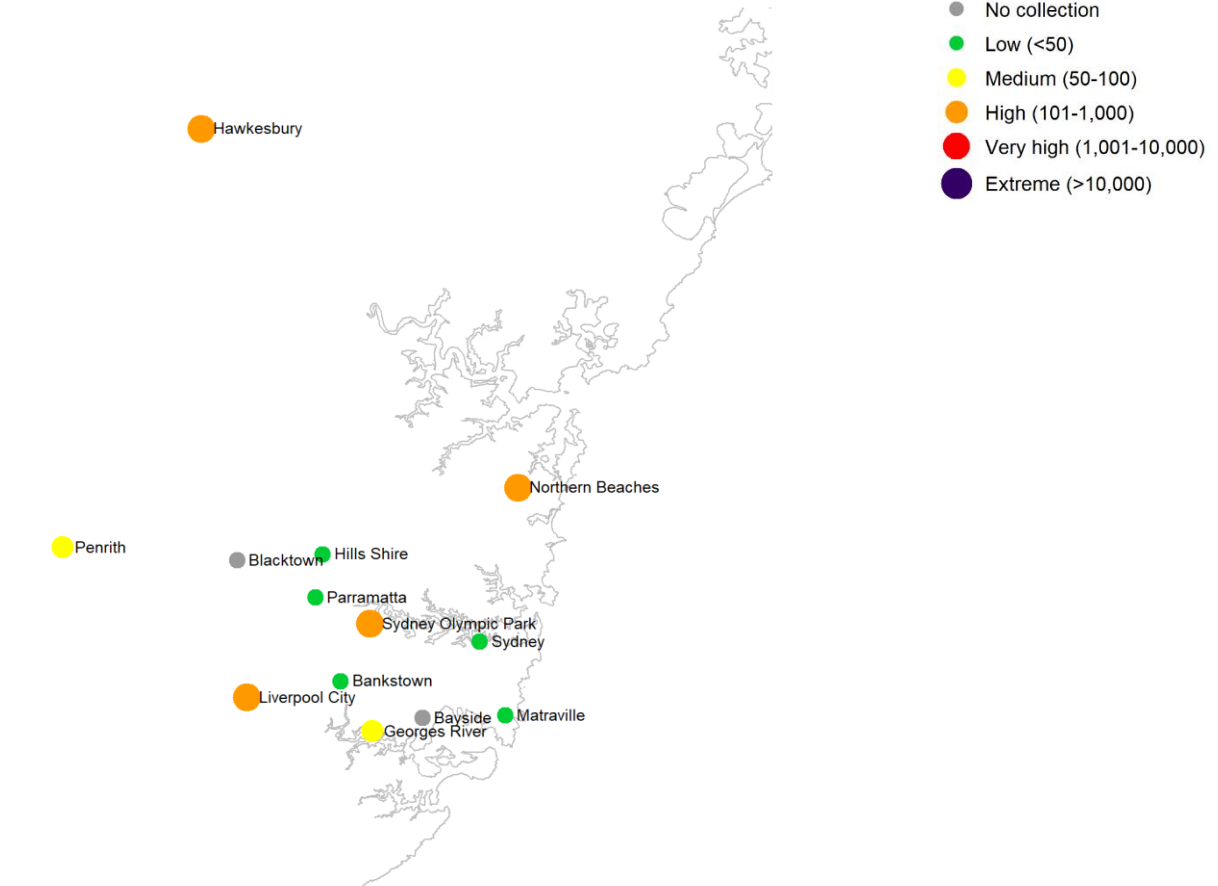 No collection
Low (<50)
Medium (50-100)
High (101-1,000)
Very high (1,001-10,000)
Extreme (>10,000)
Hawkesbury
Northern Beaches
Penrith
Blacktown
Hills Shire
Parramatta
Sydney Olympic Park
Sydney
Bankstown
Liverpool City
Bayside
Matraville
Georges River